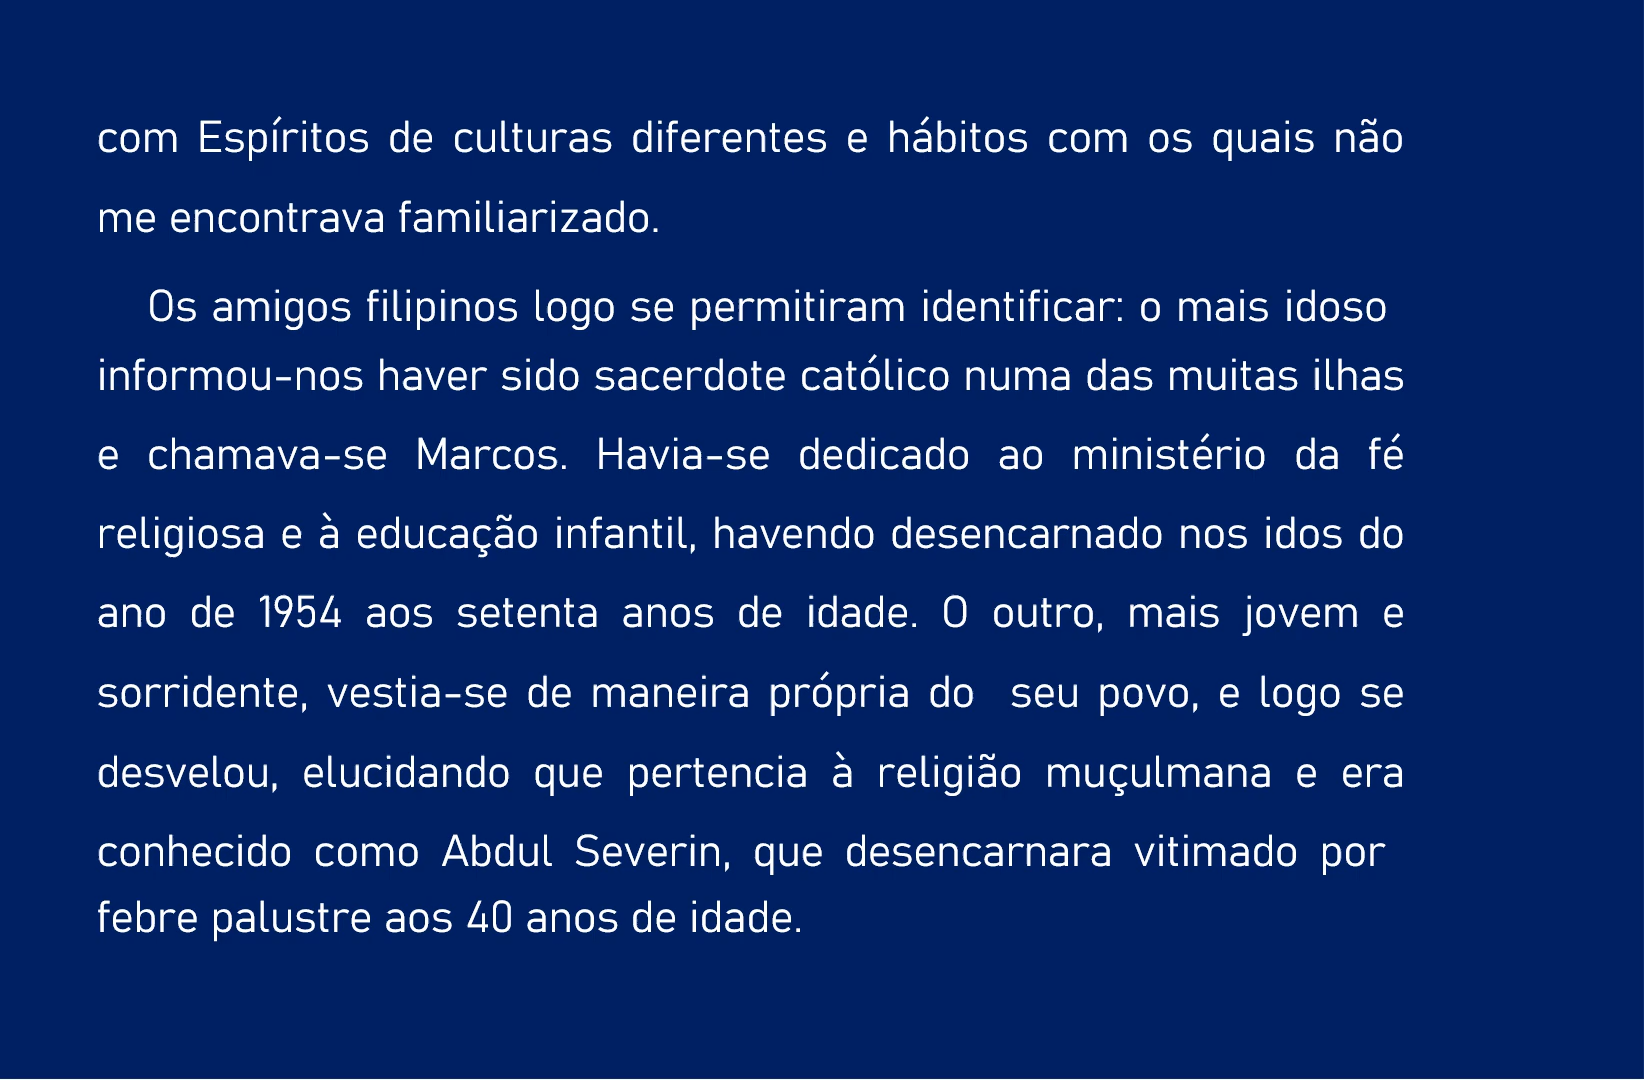 com Espíritos de culturas diferentes e hábitos com os quais não
me encontrava familiarizado.
Os amigos filipinos logo se permitiram identificar: o mais idoso
informou-nos haver sido sacerdote católico numa das muitas ilhas
e chamava-se Marcos. Havia-se dedicado ao ministério da fé
religiosa e à educação infantil, havendo desencarnado nos idos do
ano de 1954 aos setenta anos de idade. O outro, mais jovem e
sorridente, vestia-se de maneira própria do seu povo, e logo se
desvelou, elucidando que pertencia à religião muçulmana e era
conhecido como Abdul Severin, que desencarnara vitimado por
febre palustre aos 40 anos de idade.